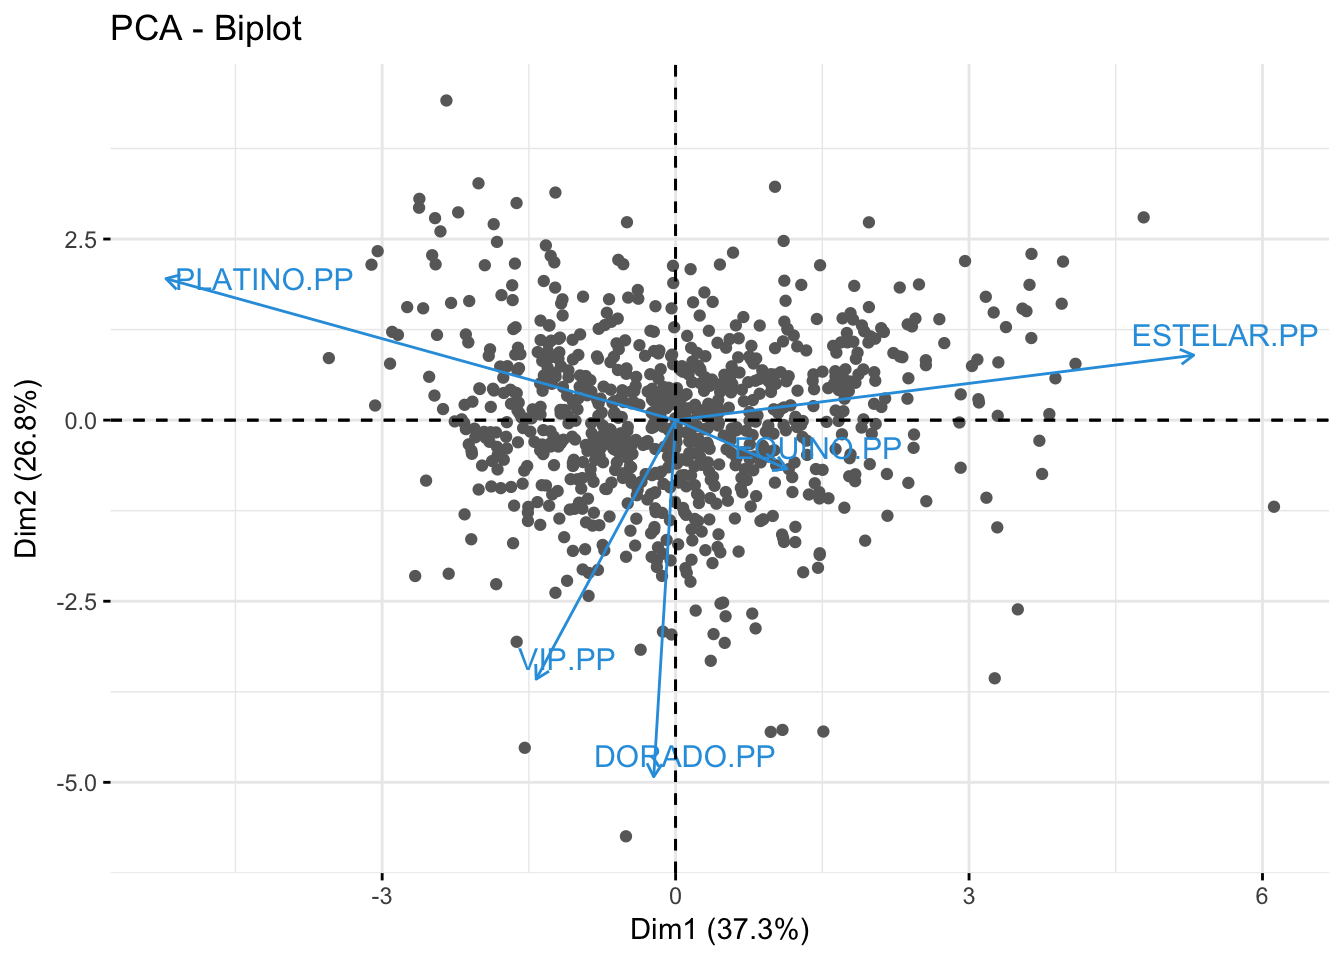 PCA - Biplot
Dim2 (26.8%)
2.5
0.0
-2.5
-5.0
PLATINO.PP
ESTELAR.PP
EQUINO.PP
VIP.PP
DORADO.PP
-3
0
3
6
Dim1 (37.3%)